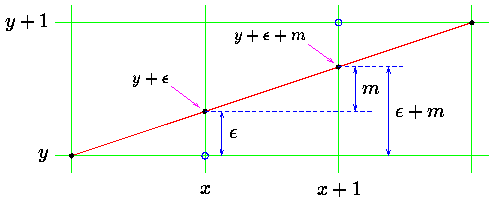 y + 1
y + ϵ + m
y + ϵ
m
ϵ + m
ϵ
y
x
x + 1